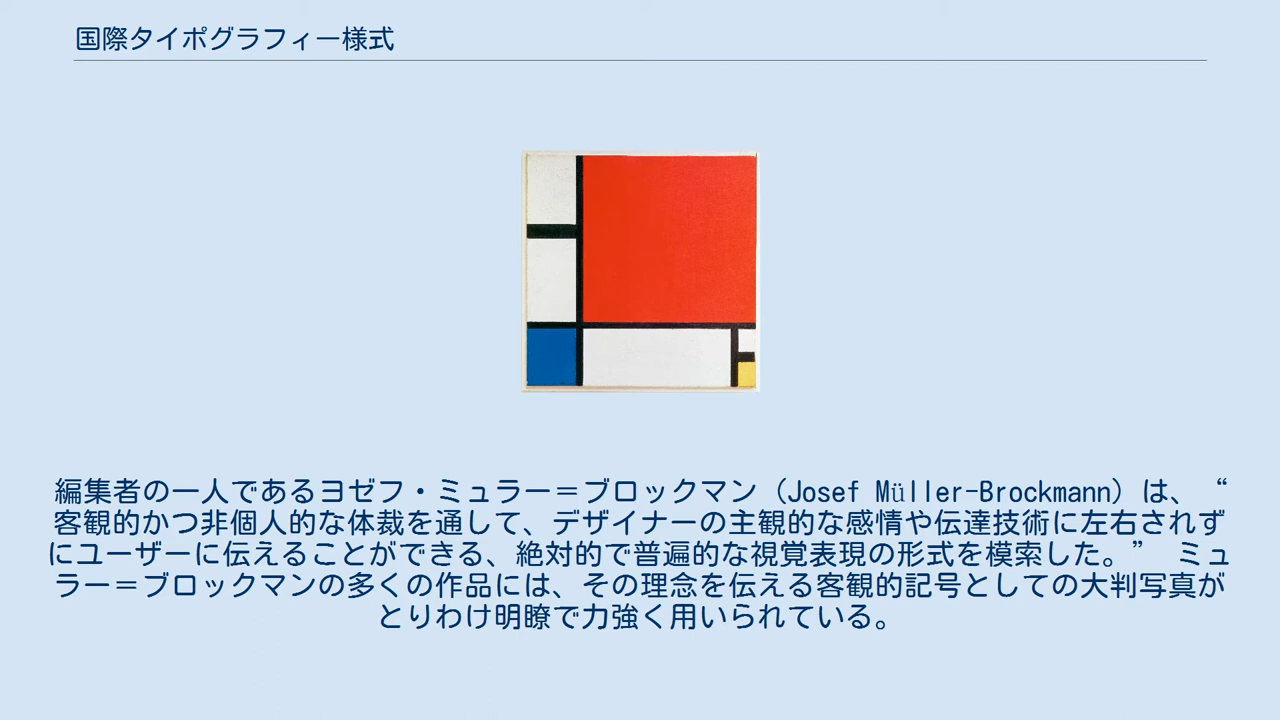 国際タイポグラフィー様式
編集者の一人であるヨゼフ・ミュラー＝ブロックマン（Josef Müller-Brockmann）は、“
客観的かつ非個人的な体裁を通して、デザイナーの主観的な感情や伝達技術に左右されず
にユーザーに伝えることができる、絶対的で普遍的な視覚表現の形式を模索した。” ミュ
ラー＝ブロックマンの多くの作品には、その理念を伝える客観的記号としての大判写真が
とりわけ明瞭で力強く用いられている。